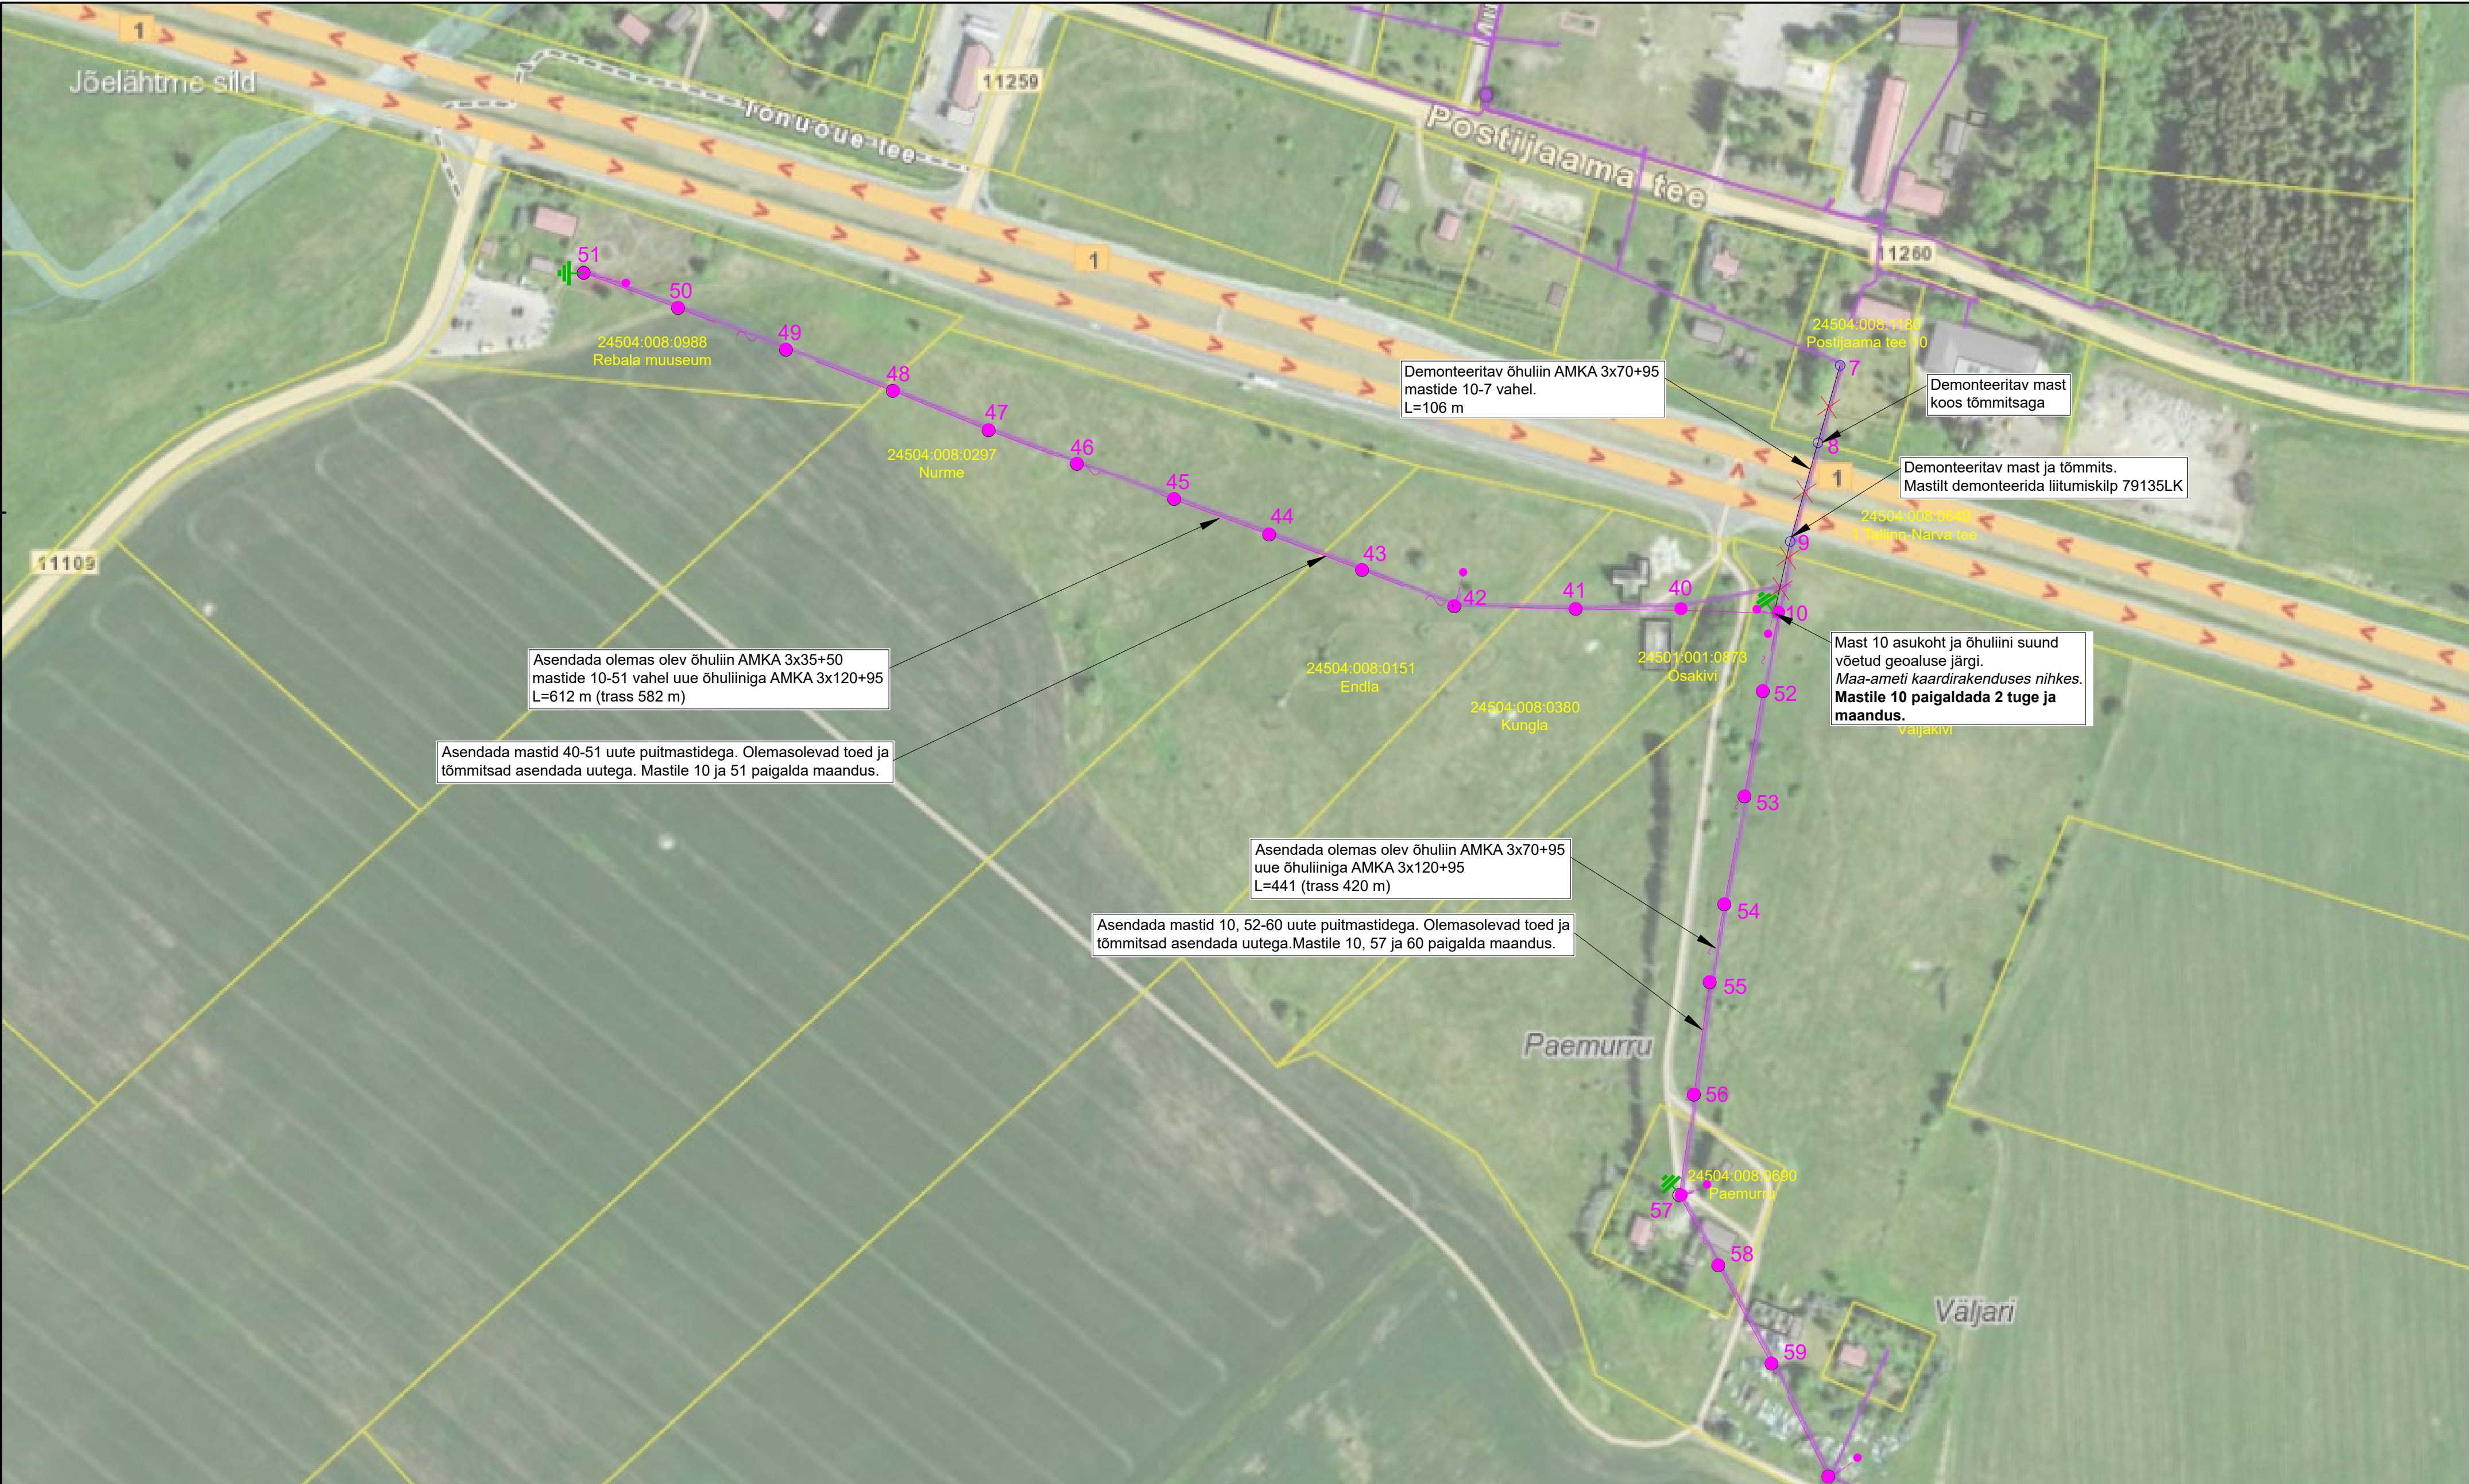 1
Jõelähtme sild
Tõnuõue tee
11259
Postijaama tee
11260
1
51
50
49
48
47
46
45
44
43
42
41
40
10
24504:008:0988
Rebala muuseum
24504:008:0297
Nurme
24504:008:1180
Postijaama tee 10
7
8
9
1
24504:008:0649
1 Tallinn-Narva tee
Demonteeritav õhuliin AMKA 3x70+95
mastide 10-7 vahel.
L=106 m
Demonteeritav mast
koos tõmmitsaga
Demonteeritav mast ja tõmmits.
Mastilt demonteerida liitumiskilp 79135LK
11109
Mast 10 asukoht ja õhuliini suund
võetud geoaluse järgi.
Maa-ameti kaardirakenduses nihkes.
Mastile 10 paigaldada 2 tuge ja
maandus.
Väljakivi
24501:001:0873
Osakivi
24504:008:0151
Endla
24504:008:0380
Kungla
Asendada olemas olev õhuliin AMKA 3x35+50
mastide 10-51 vahel uue õhuliiniga AMKA 3x120+95
L=612 m (trass 582 m)
Asendada mastid 40-51 uute puitmastidega. Olemasolevad toed ja
tõmmitsad asendada uutega. Mastile 10 ja 51 paigalda maandus.
52
53
54
55
56
57
58
59
Asendada olemas olev õhuliin AMKA 3x70+95
uue õhuliiniga AMKA 3x120+95
L=441 (trass 420 m)
Asendada mastid 10, 52-60 uute puitmastidega. Olemasolevad toed ja
tõmmitsad asendada uutega.Mastile 10, 57 ja 60 paigalda maandus.
Paemurru
24504:008:0690
Paemurru
Väljari